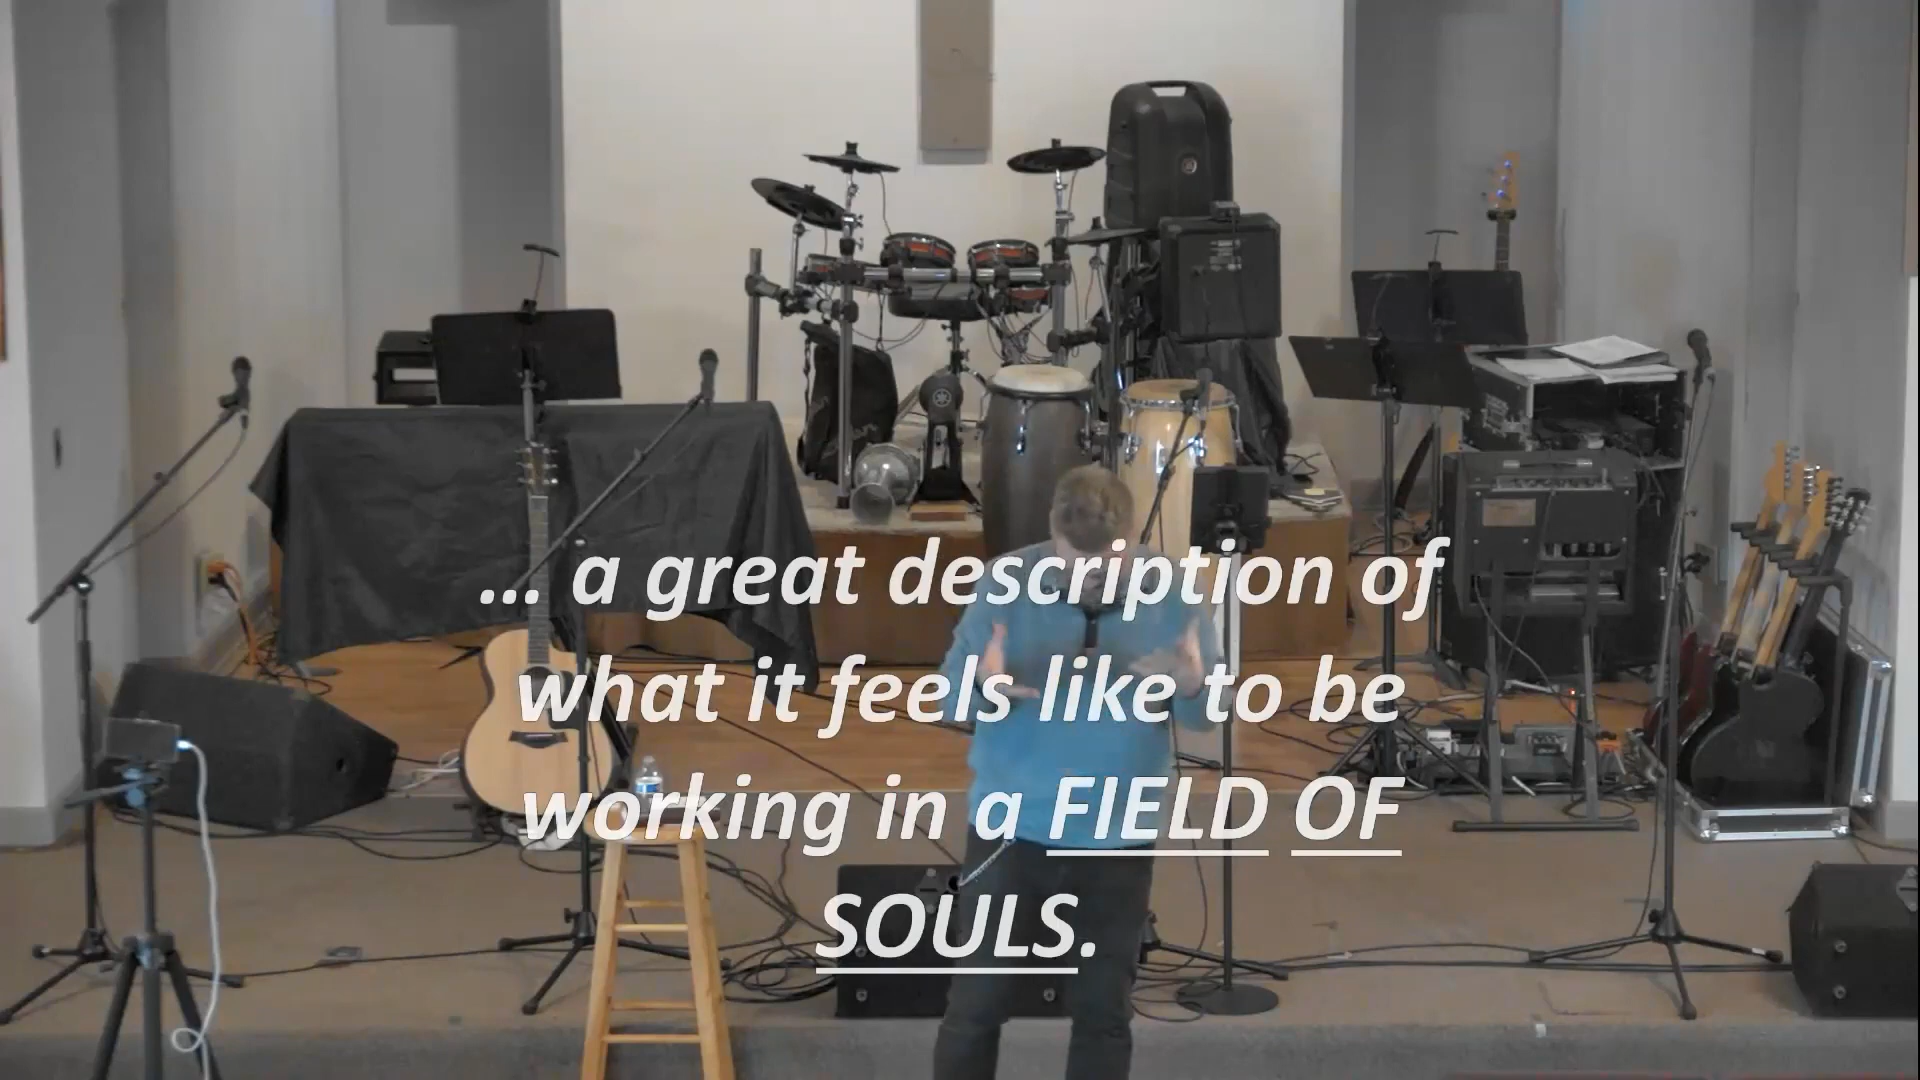 ... a great description of
what it feels like to be
working in a FIELD OF
SOULS.